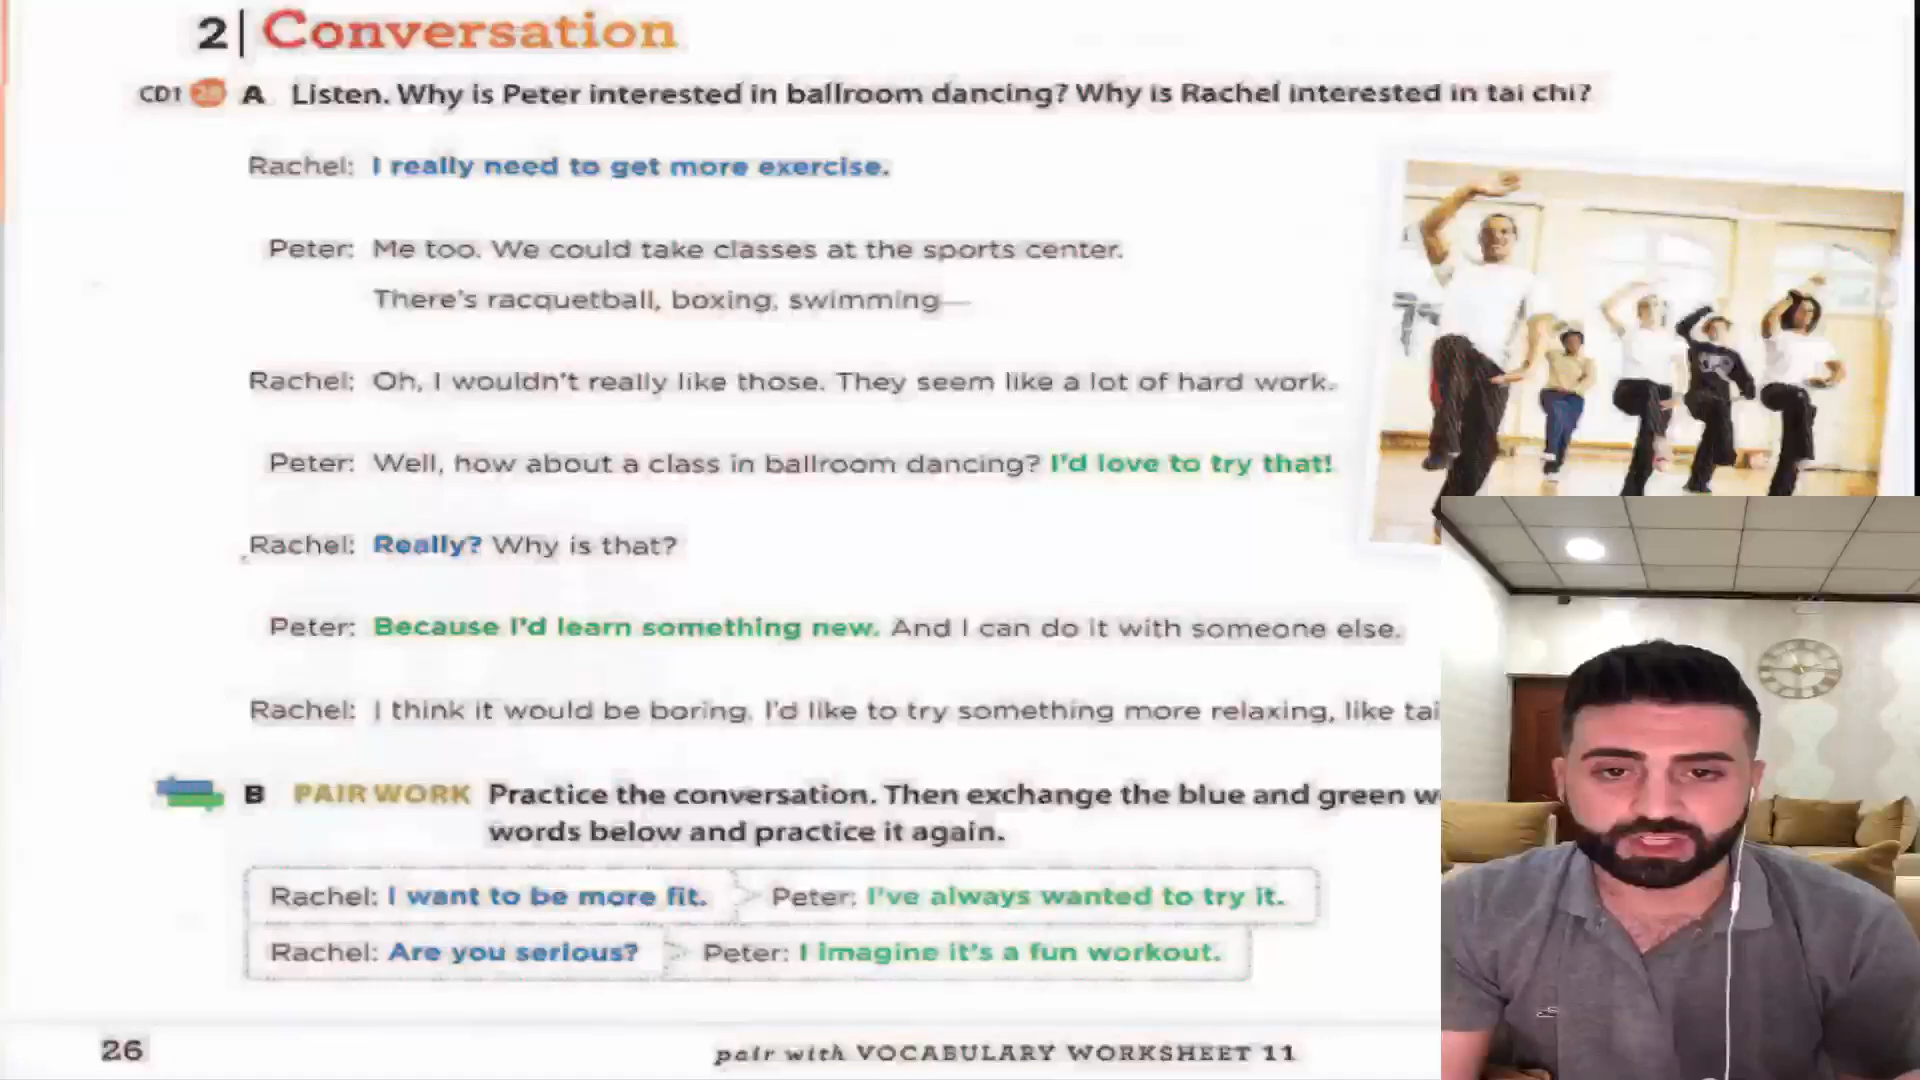 2 | Conversation
CD1 28 A Listen. Why is Peter interested in ballroom dancing? Why is Rachel interested in tai chi?
Rachel: I really need to get more exercise.
Peter: Me too. We could take classes at the sports center.
There's racquetball, boxing, swimming—
Rachel: Oh, I wouldn't really like those. They seem like a lot of hard work.
Peter: Well, how about a class in ballroom dancing? I'd love to try that!
Rachel: Really? Why is that?
Peter: Because I'd learn something new. And I can do it with someone else.
Rachel: I think it would be boring. I'd like to try something more relaxing, like tai
B PAIR WORK Practice the conversation. Then exchange the blue and green w
words below and practice it again.
Rachel: I want to be more fit. Peter: I've always wanted to try it.
Rachel: Are you serious? Peter: I imagine it's a fun workout.
26
pair with VOCABULARY WORKSHEET 11